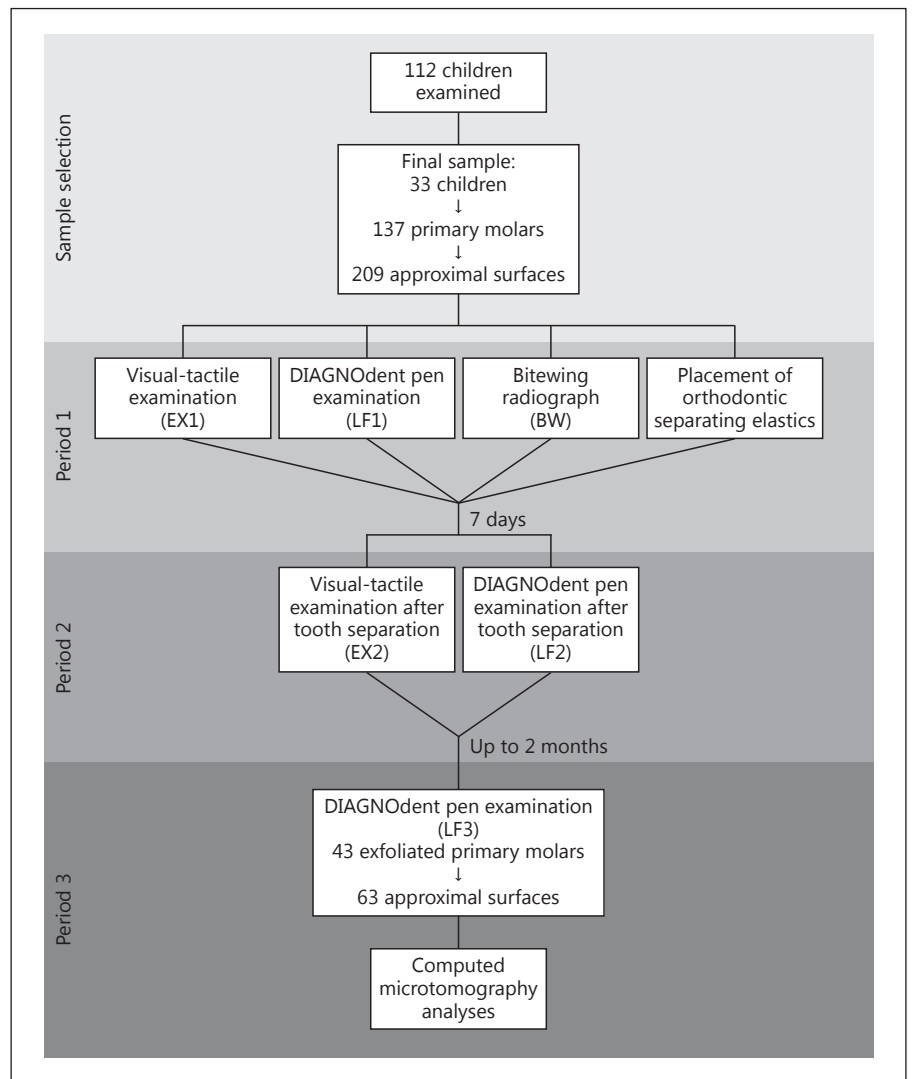 Sample selection
112 children
examined
Final sample:
33 children
↓
137 primary molars
↓
209 approximal surfaces
Period 1
Visual-tactile
examination
(EX1)
DIAGNOdent pen
examination
(LF1)
Bitewing
radiograph
(BW)
Placement of
orthodontic
separating elastics
7 days
Period 2
Visual-tactile
examination after
tooth separation
(EX2)
DIAGNOdent pen
examination after
tooth separation
(LF2)
Up to 2 months
Period 3
DIAGNOdent pen examination
(LF3)
43 exfoliated primary molars
↓
63 approximal surfaces
Computed
microtomography
analyses